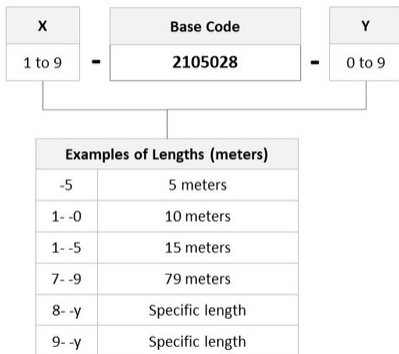 X Base Code Y
1 to 9 - 2105028 - 0 to 9
Examples of Lengths (meters)
-5 5 meters
1- -0 10 meters
1- -5 15 meters
7- -9 79 meters
8- -y Specific length
9- -y Specific length